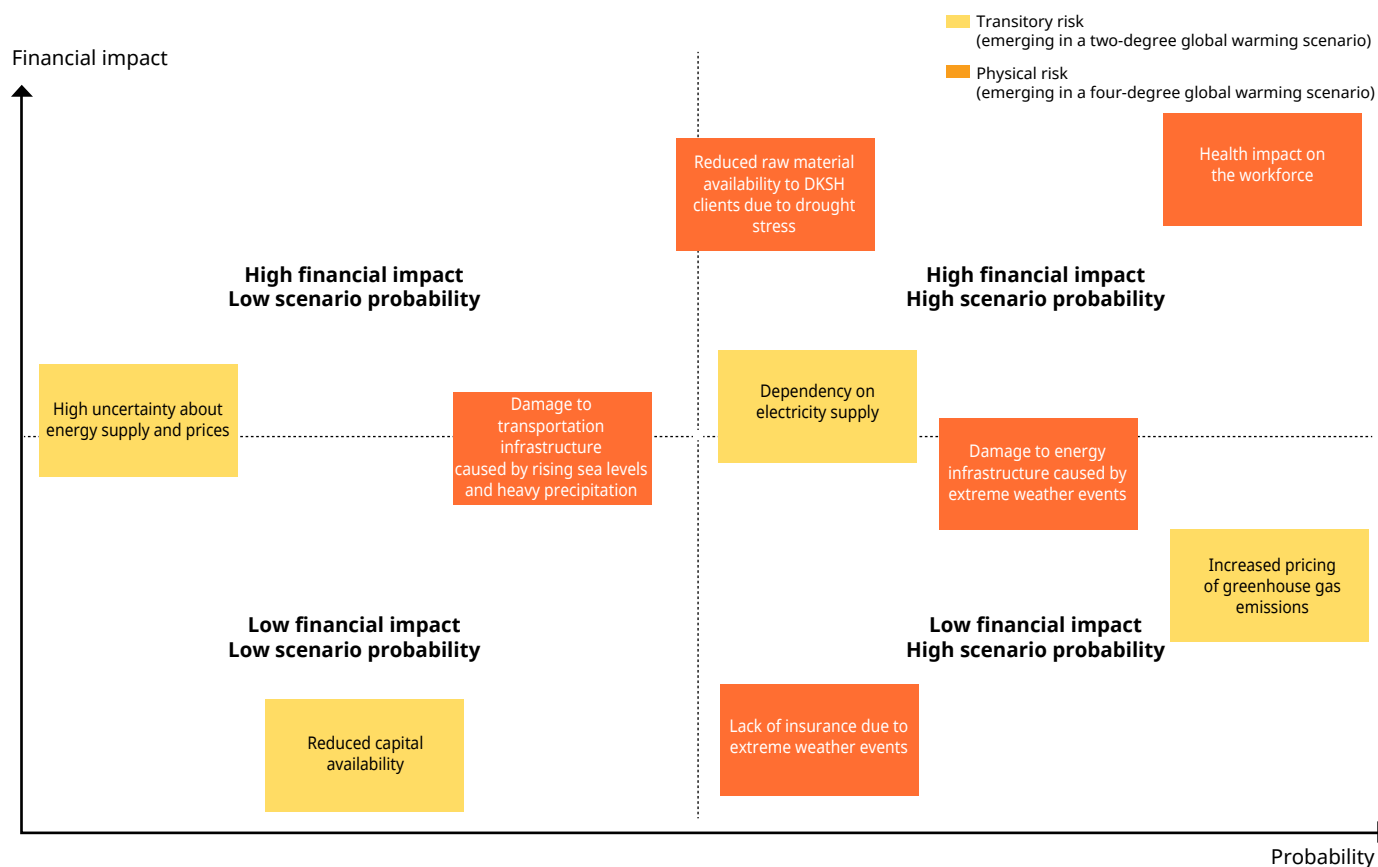 Transitory risk
(emerging in a two-degree global warming scenario)
Financial impact
Physical risk
(emerging in a four-degree global warming scenario)
Reduced raw material
availability to DKSH
clients due to drought
stress
Health impact on
the workforce
High financial impact
Low scenario probability
High financial impact
High scenario probability
High uncertainty about
energy supply and prices
Damage to
transportation
infrastructure
caused by rising sea levels
and heavy precipitation
Dependency on
electricity supply
Damage to energy
infrastructure caused by
extreme weather events
Increased pricing
of greenhouse gas
emissions
Low financial impact
Low scenario probability
Low financial impact
High scenario probability
Reduced capital
availability
Lack of insurance due to
extreme weather events
Probability